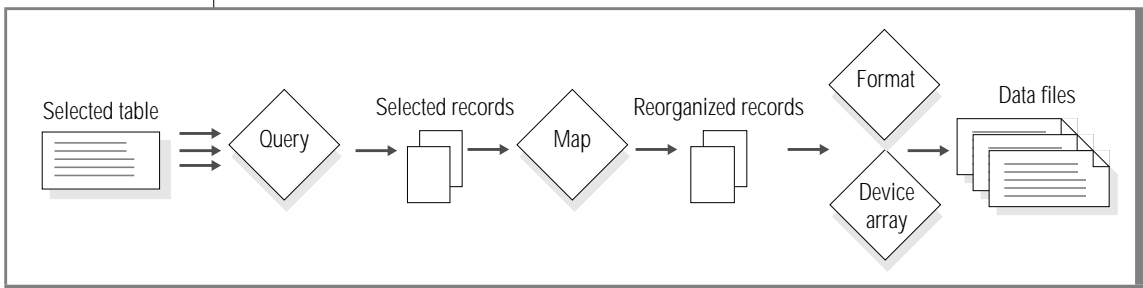 Selected table
Query
Selected records
Map
Reorganized records
Format
Device
array
Data files